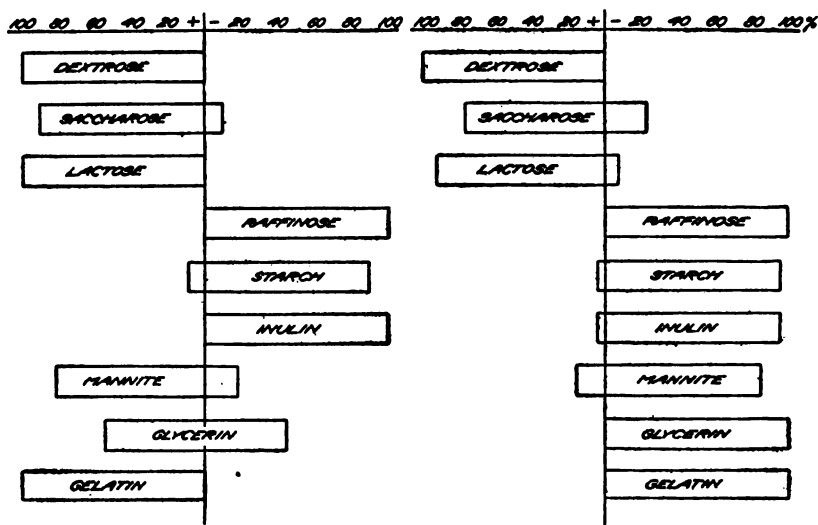 100 80 60 40 20 + - 20 40 60 80 100
DEXTROSE
SACCHAROSE
LACTOSE
RAFFINOSE
STARCH
INULIN
MANNITE
GLYCERIN
GELATIN
100 80 60 40 20 + - 20 40 60 80 100%
DEXTROSE
SACCHAROSE
LACTOSE
RAFFINOSE
STARCH
INULIN
MANNITE
GLYCERIN
GELATIN